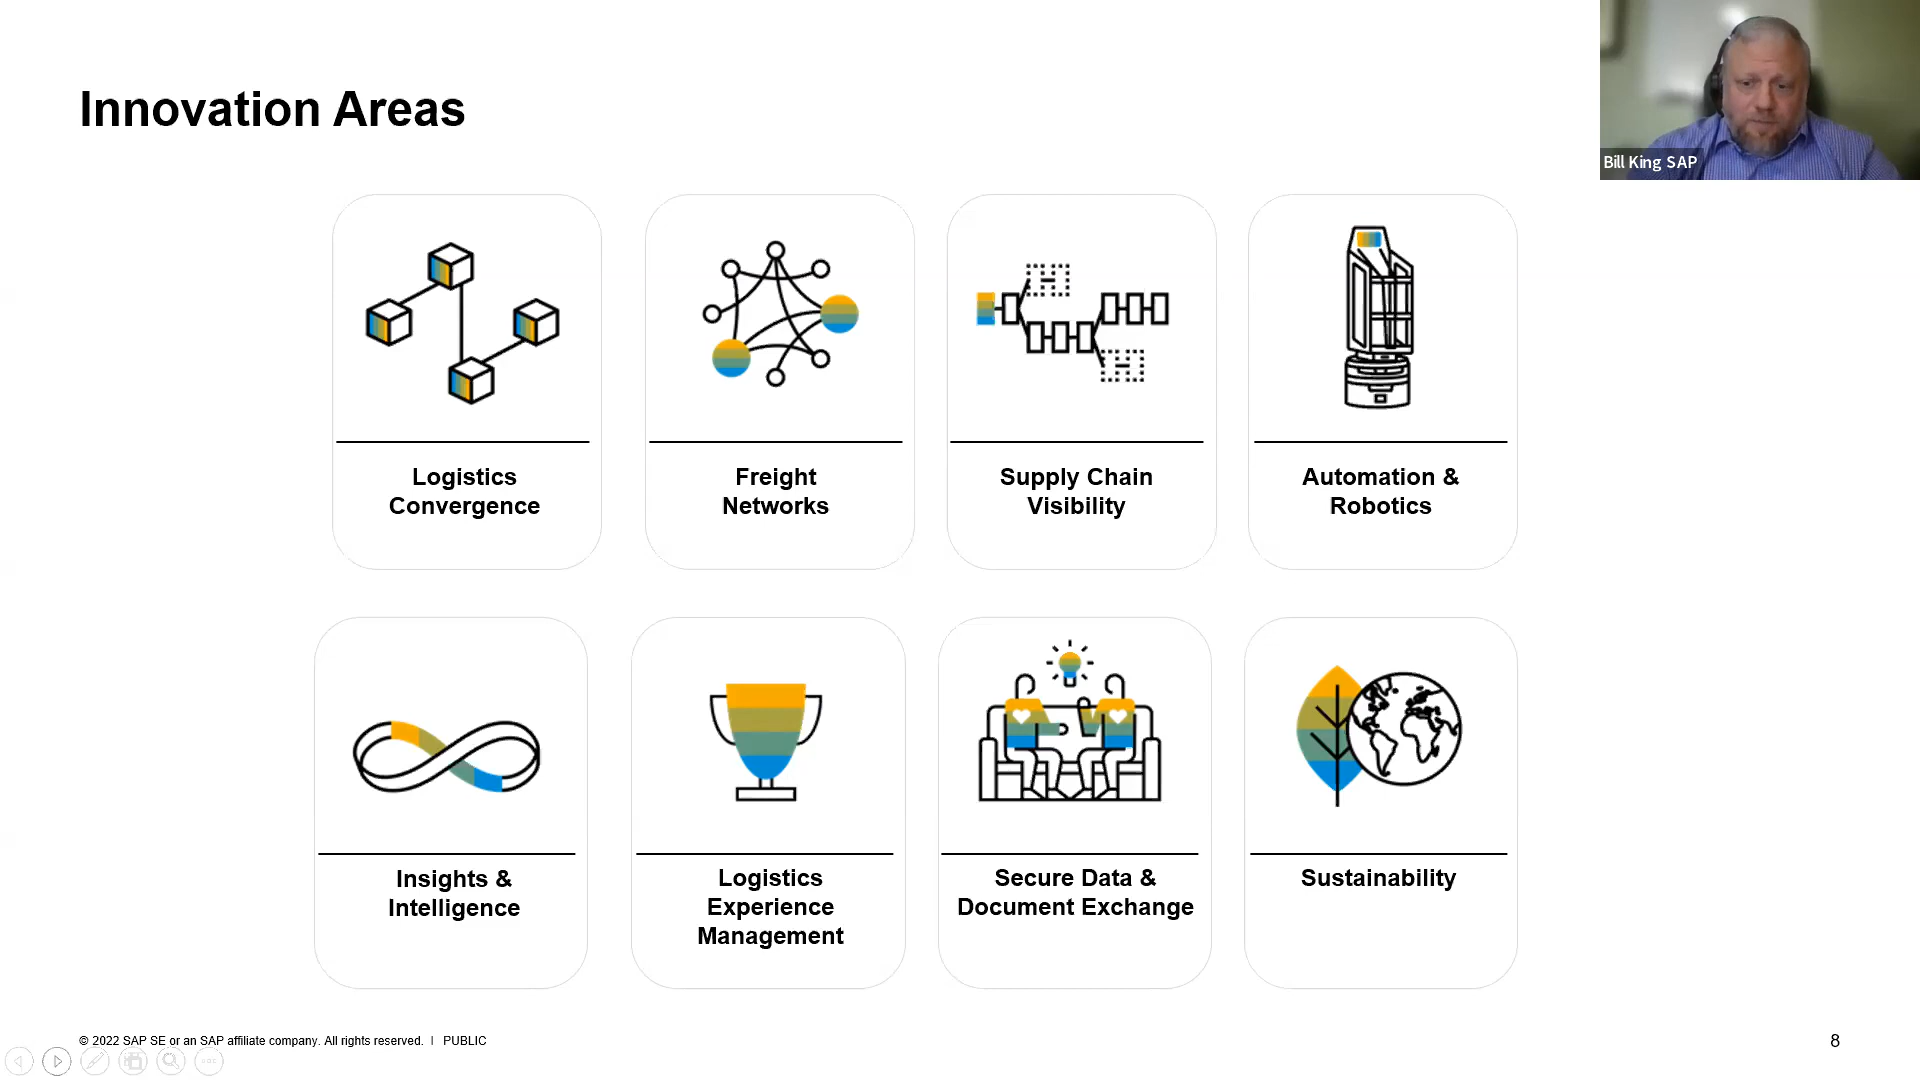 Innovation Areas
Bill King SAP
Logistics
Convergence
Freight
Networks
Supply Chain
Visibility
Automation &
Robotics
Insights &
Intelligence
Logistics
Experience
Management
Secure Data &
Document Exchange
Sustainability
© 2022 SAP SE or an SAP affiliate company. All rights reserved. | PUBLIC
8